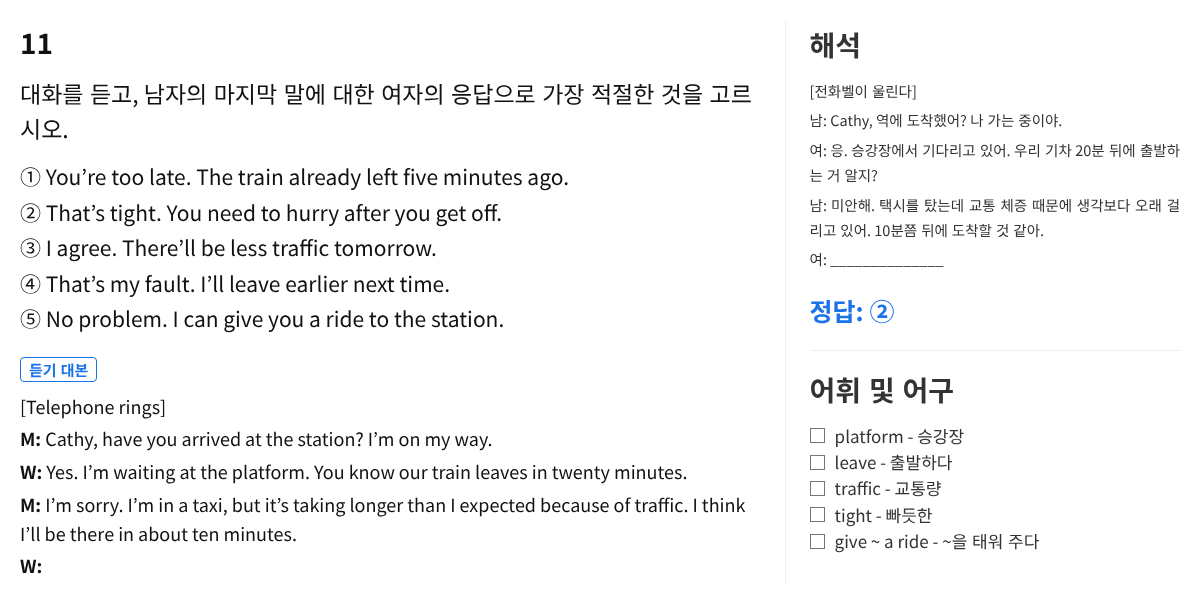 11
대화를 듣고, 남자의 마지막 말에 대한 여자의 응답으로 가장 적절한 것을 고르
시오.
① You’re too late. The train already left five minutes ago.
② That’s tight. You need to hurry after you get off.
③ I agree. There’ll be less traffic tomorrow.
④ That’s my fault. I’ll leave earlier next time.
⑤ No problem. I can give you a ride to the station.
듣기 대본
[Telephone rings]
M: Cathy, have you arrived at the station? I’m on my way.
W: Yes. I’m waiting at the platform. You know our train leaves in twenty minutes.
M: I’m sorry. I’m in a taxi, but it’s taking longer than I expected because of traffic. I think
I’ll be there in about ten minutes.
W:
해석
[전화벨이 울린다]
남: Cathy, 역에 도착했어? 나 가는 중이야.
여: 응. 승강장에서 기다리고 있어. 우리 기차 20분 뒤에 출발하
는 거 알지?
남: 미안해. 택시를 탔는데 교통 체증 때문에 생각보다 오래 걸
리고 있어. 10분쯤 뒤에 도착할 것 같아.
여: _______________
정답: ②
어휘 및 어구
☐ platform - 승강장
☐ leave - 출발하다
☐ traffic - 교통량
☐ tight - 빠듯한
☐ give ~ a ride - ~을 태워 주다